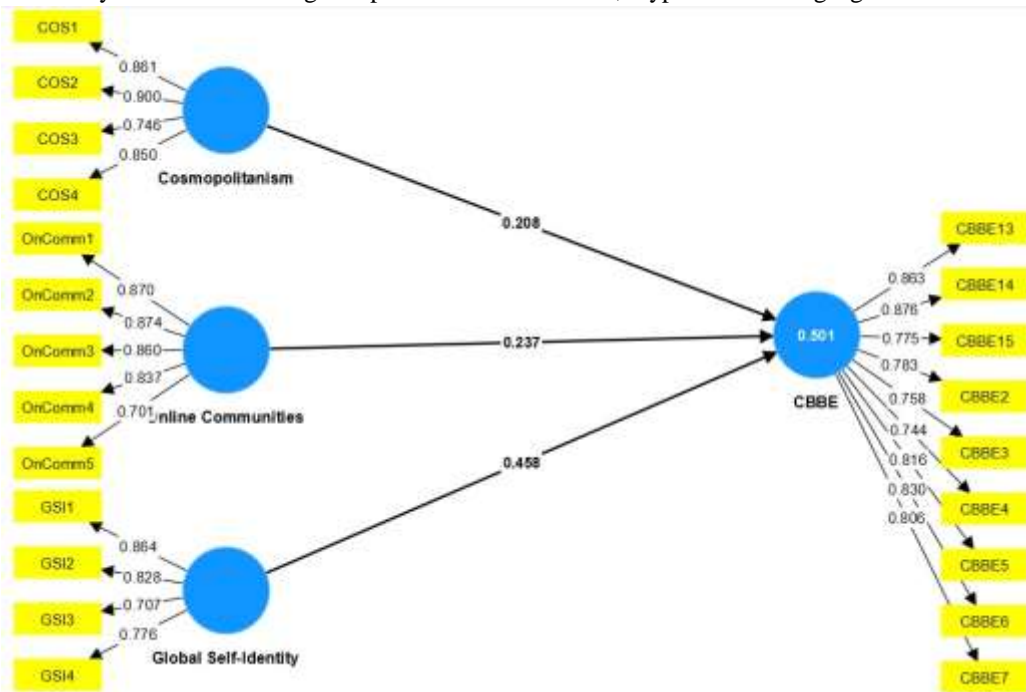 COS1
0.861
COS2
0.900
COS3
0.746
COS4
0.850
Cosmopolitanism
0.208
OnComm1
0.870
OnComm2
0.874
OnComm3
0.860
OnComm4
0.837
OnComm5
0.701
nline Communities
0.237
GSI1
0.864
GSI2
0.828
GSI3
0.707
GSI4
0.776
Global Self-Identity
0.458
0.501
CBBE
CBBE13
0.863
CBBE14
0.876
CBBE15
0.775
CBBE2
0.783
CBBE3
0.758
CBBE4
0.744
CBBE5
0.816
CBBE6
0.830
CBBE7
0.806